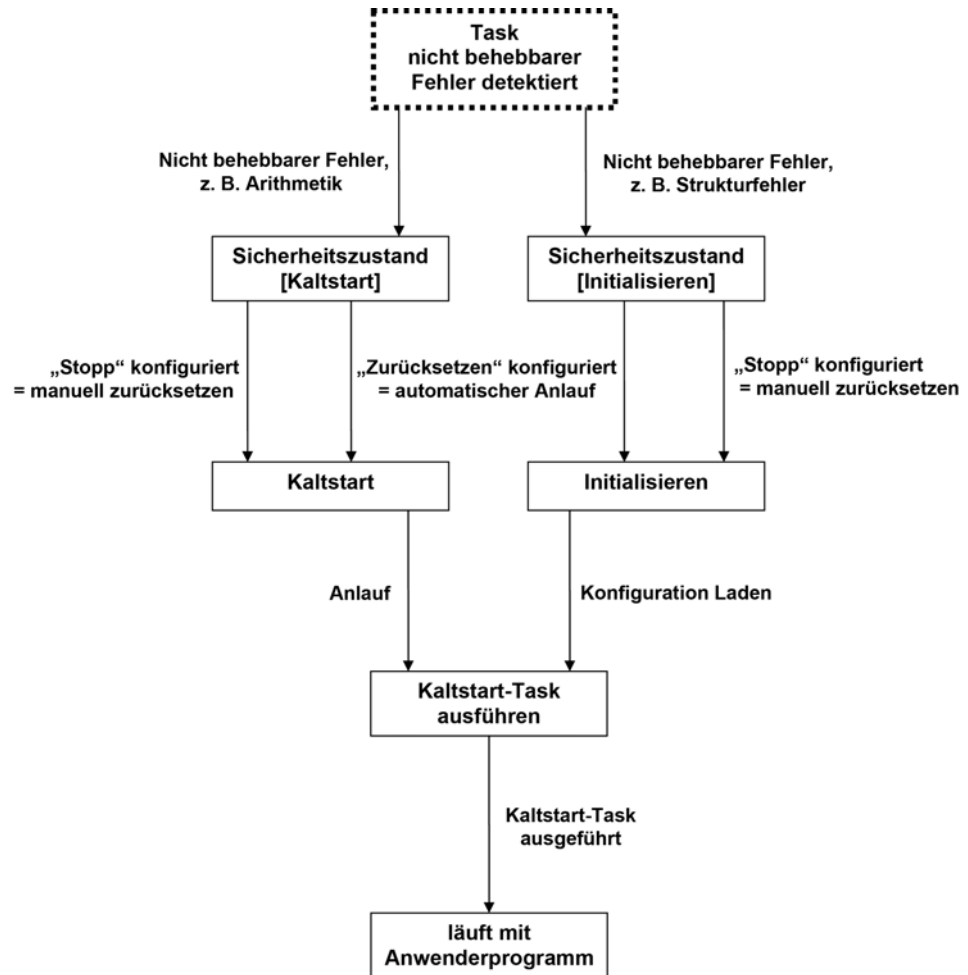 Task
nicht behebbarer
Fehler detektiert
Nicht behebbarer Fehler,
z. B. Arithmetik
Nicht behebbarer Fehler,
z. B. Strukturfehler
Sicherheitszustand
[Kaltstart]
Sicherheitszustand
[Initialisieren]
„Stopp“ konfiguriert
= manuell zurücksetzen
„Zurücksetzen“ konfiguriert
= automatischer Anlauf
„Stopp“ konfiguriert
= manuell zurücksetzen
Kaltstart
Initialisieren
Anlauf
Konfiguration Laden
Kaltstart-Task
ausführen
Kaltstart-Task
ausgeführt
läuft mit
Anwenderprogramm